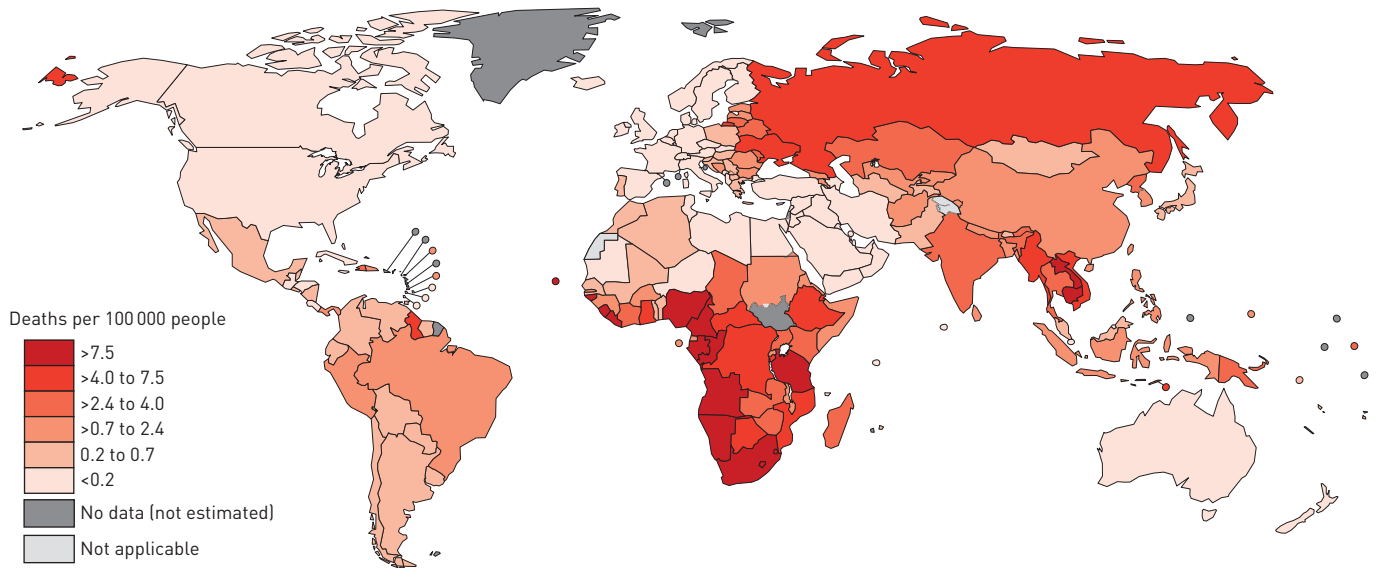 Deaths per 100 000 people
>7.5
>4.0 to 7.5
>2.4 to 4.0
>0.7 to 2.4
0.2 to 0.7
<0.2
No data (not estimated)
Not applicable